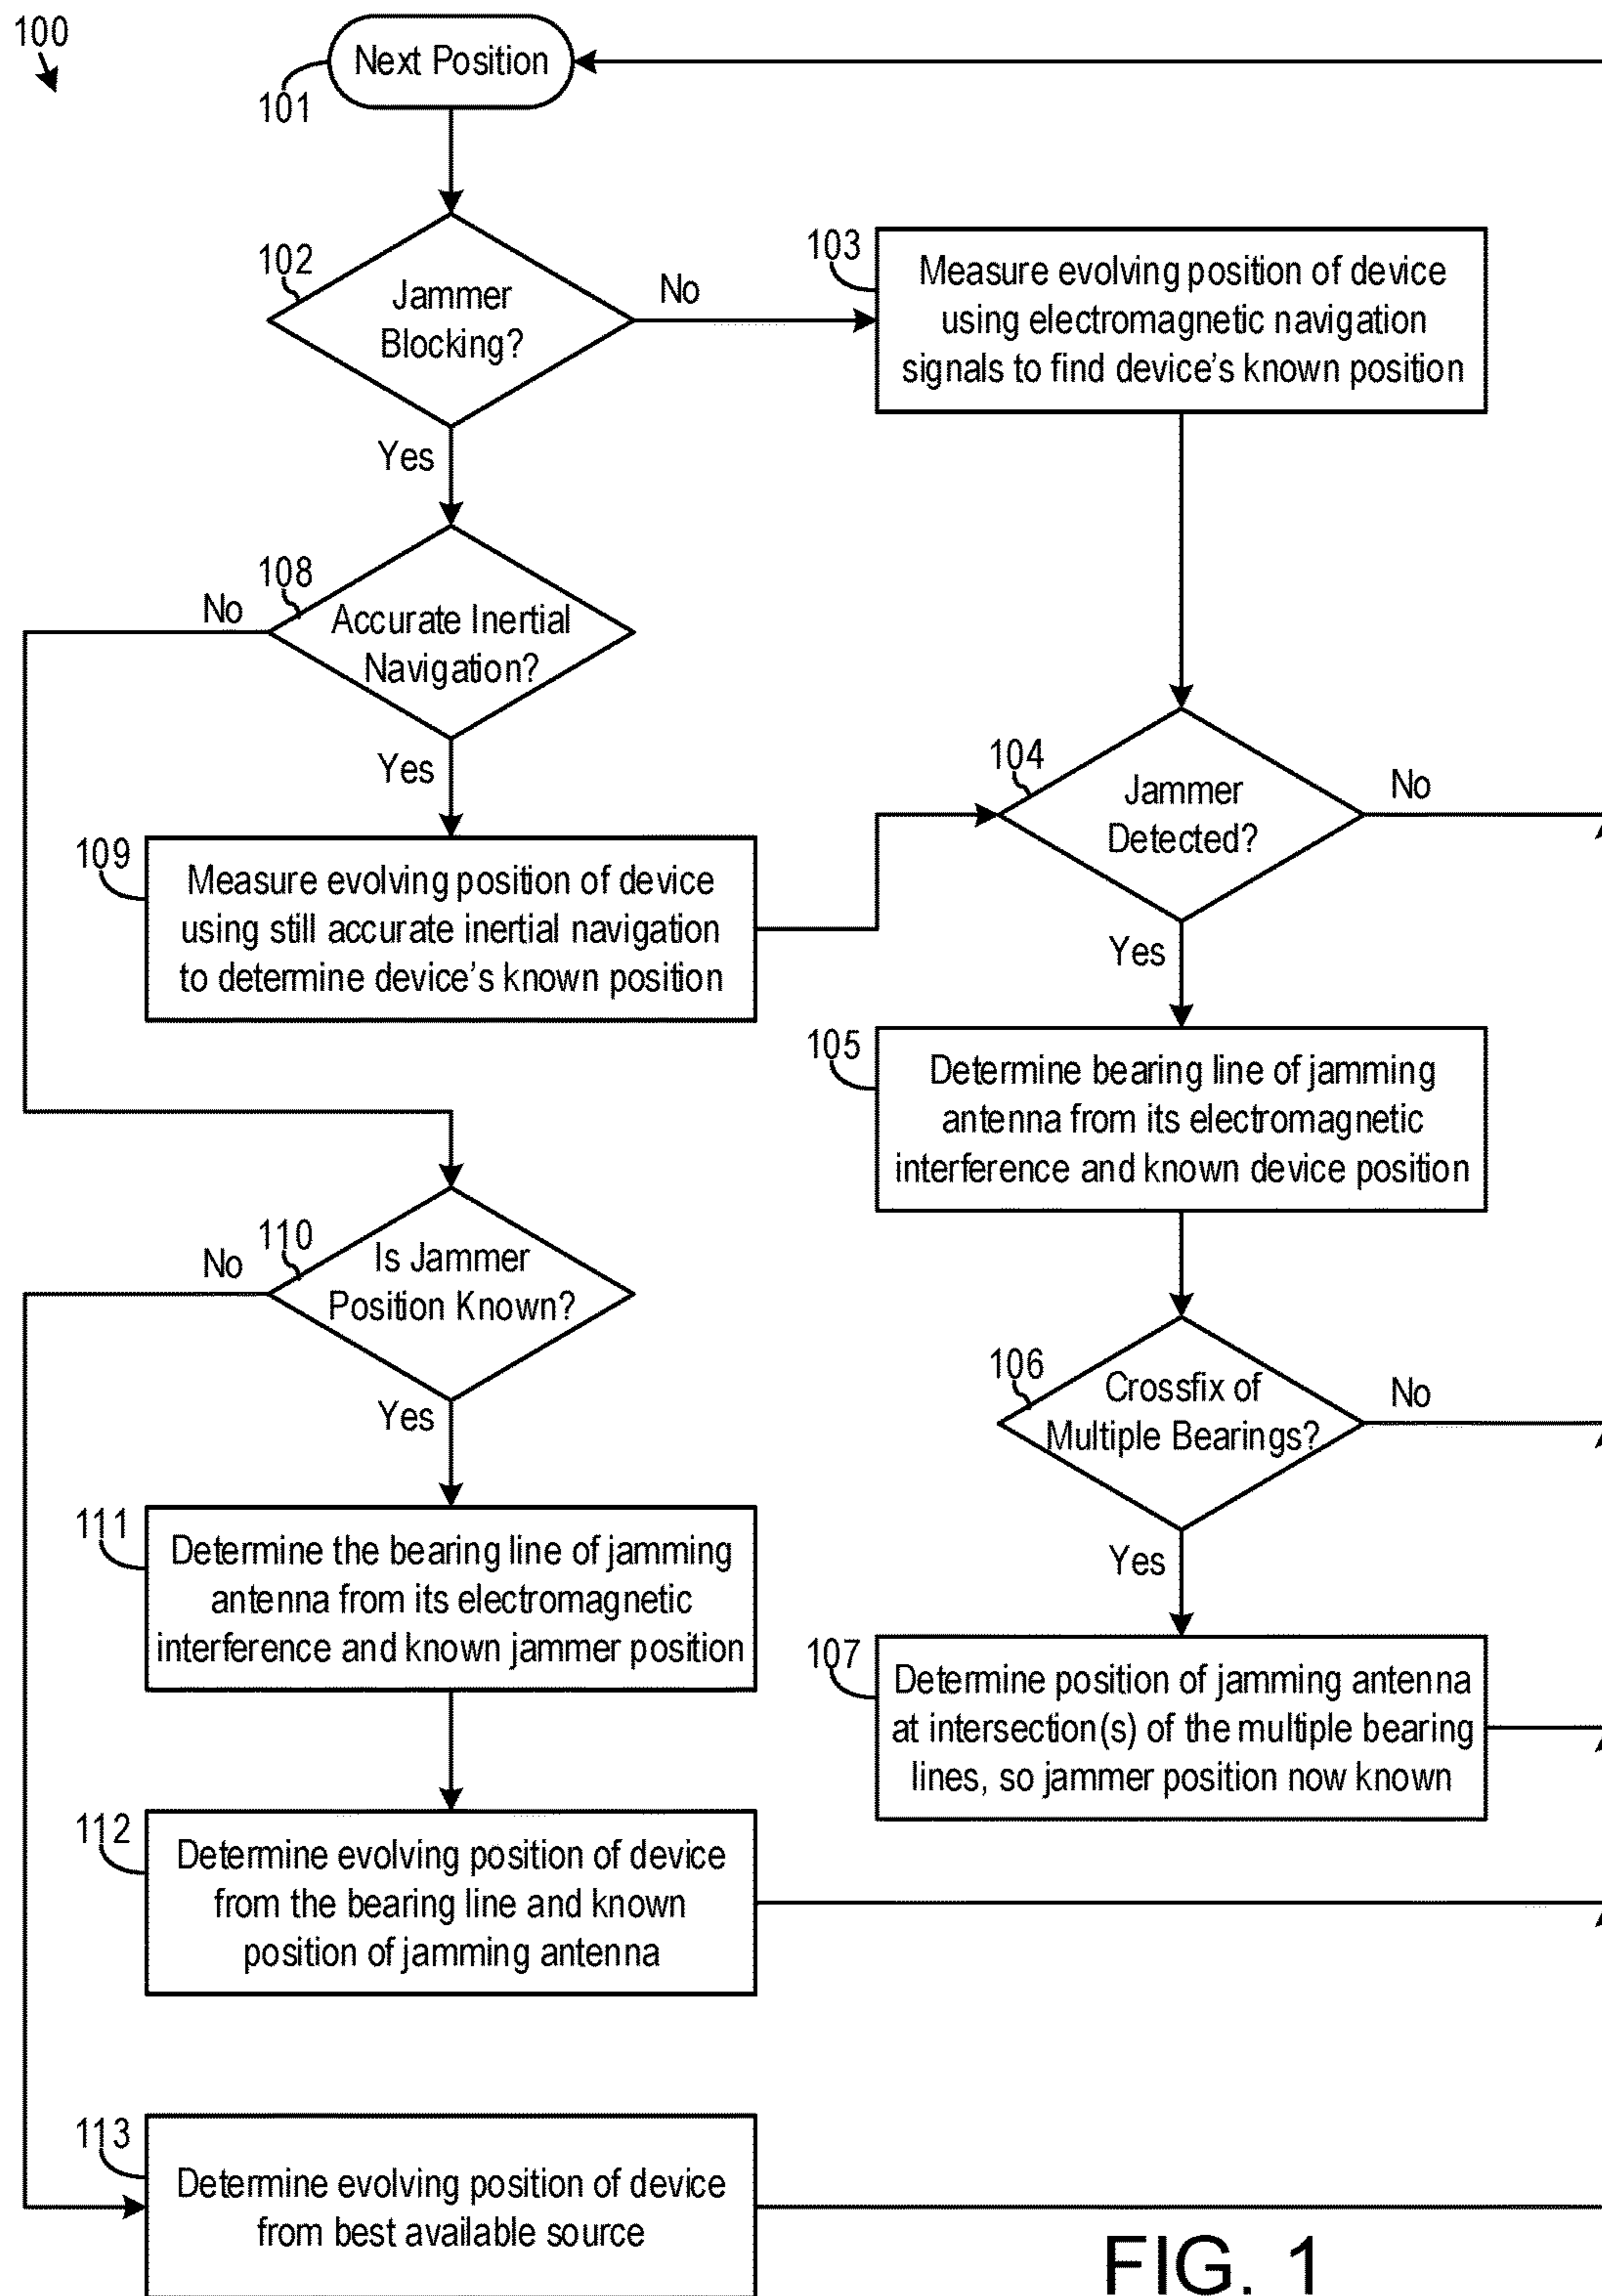 100
Next Position
101
102
Jammer
Blocking?
No
Yes
103
Measure evolving position of device
using electromagnetic navigation
signals to find device's known position
108
Accurate Inertial
Navigation?
No
Yes
109
Measure evolving position of device
using still accurate inertial navigation
to determine device's known position
104
Jammer
Detected?
No
Yes
105
Determine bearing line of jamming
antenna from its electromagnetic
interference and known device position
106
Crossfix of
Multiple Bearings?
No
Yes
107
Determine position of jamming antenna
at intersection(s) of the multiple bearing
lines, so jammer position now known
110
Is Jammer
Position Known?
No
Yes
111
Determine the bearing line of jamming
antenna from its electromagnetic
interference and known jammer position
112
Determine evolving position of device
from the bearing line and known
position of jamming antenna
113
Determine evolving position of device
from best available source
FIG. 1